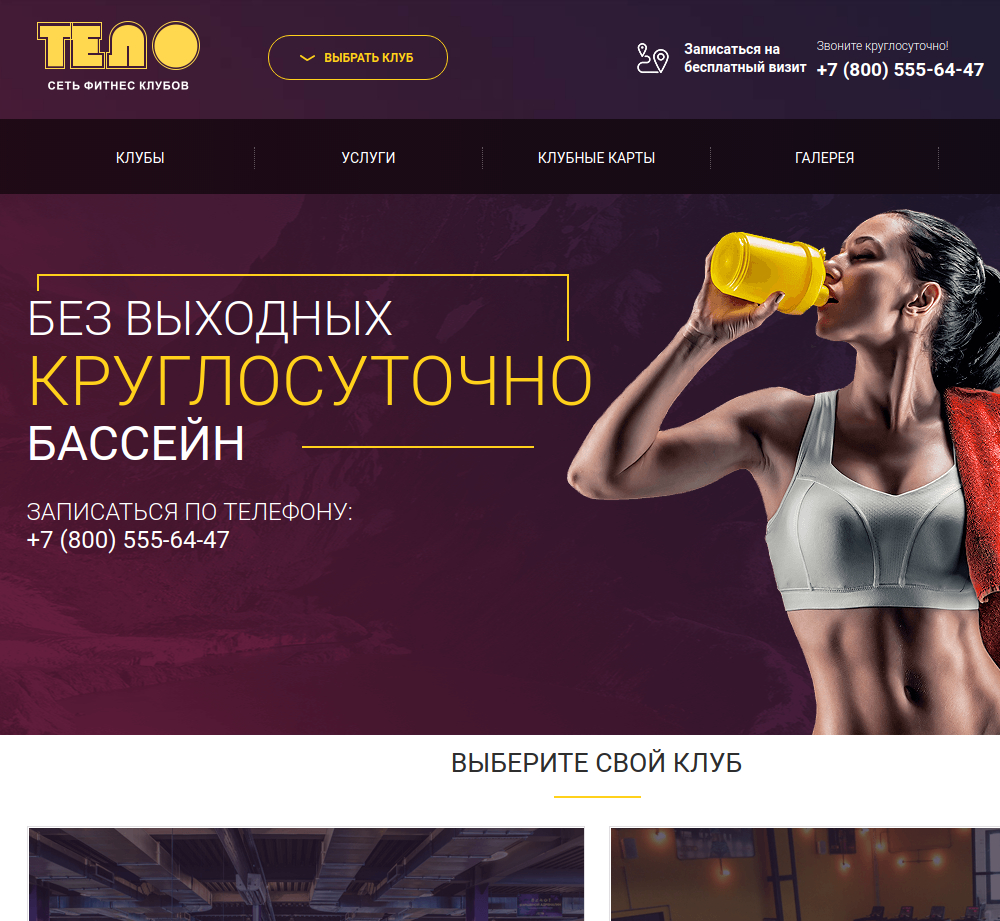 ТЕЛО
СЕТЬ ФИТНЕС КЛУБОВ
ВЫБРАТЬ КЛУБ
Записаться на
бесплатный визит
Звоните круглосуточно!
+7 (800) 555-64-47
КЛУБЫ
УСЛУГИ
КЛУБНЫЕ КАРТЫ
ГАЛЕРЕЯ
БЕЗ ВЫХОДНЫХ
КРУГЛОСУТОЧНО
БАССЕЙН
ЗАПИСАТЬСЯ ПО ТЕЛЕФОНУ:
+7 (800) 555-64-47
ВЫБЕРИТЕ СВОЙ КЛУБ